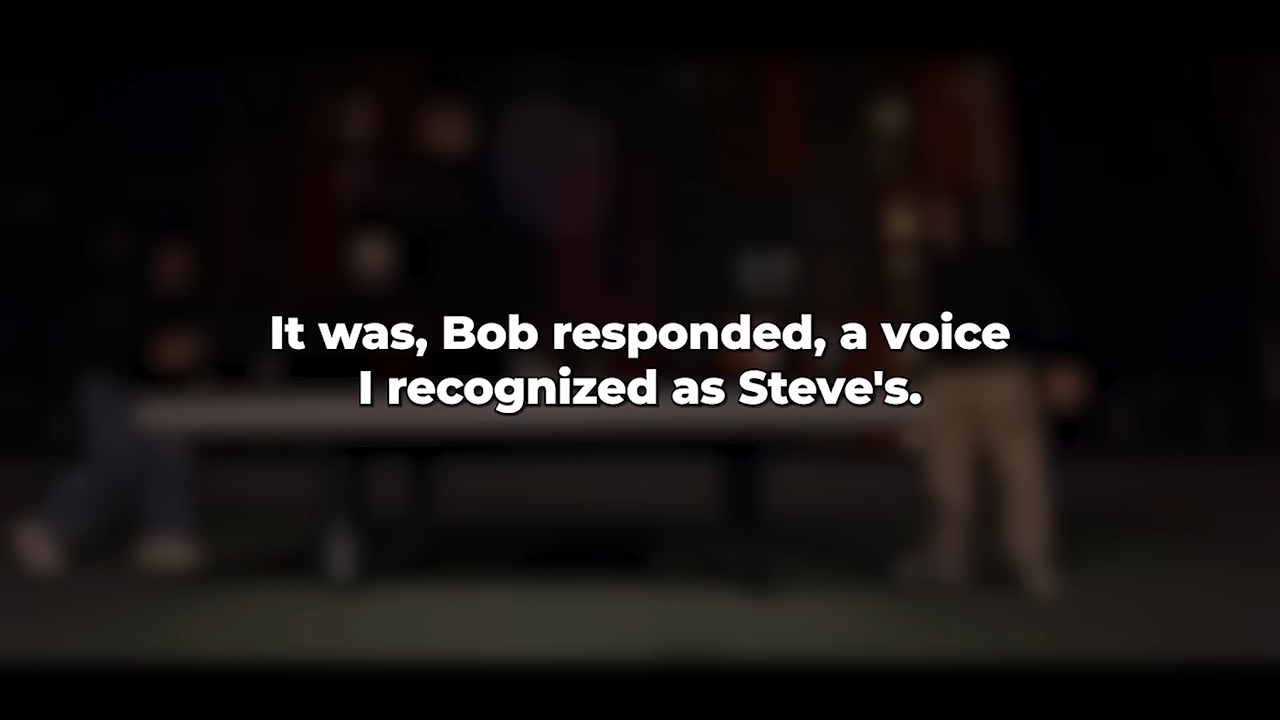 It was, Bob responded, a voice
I recognized as Steve's.